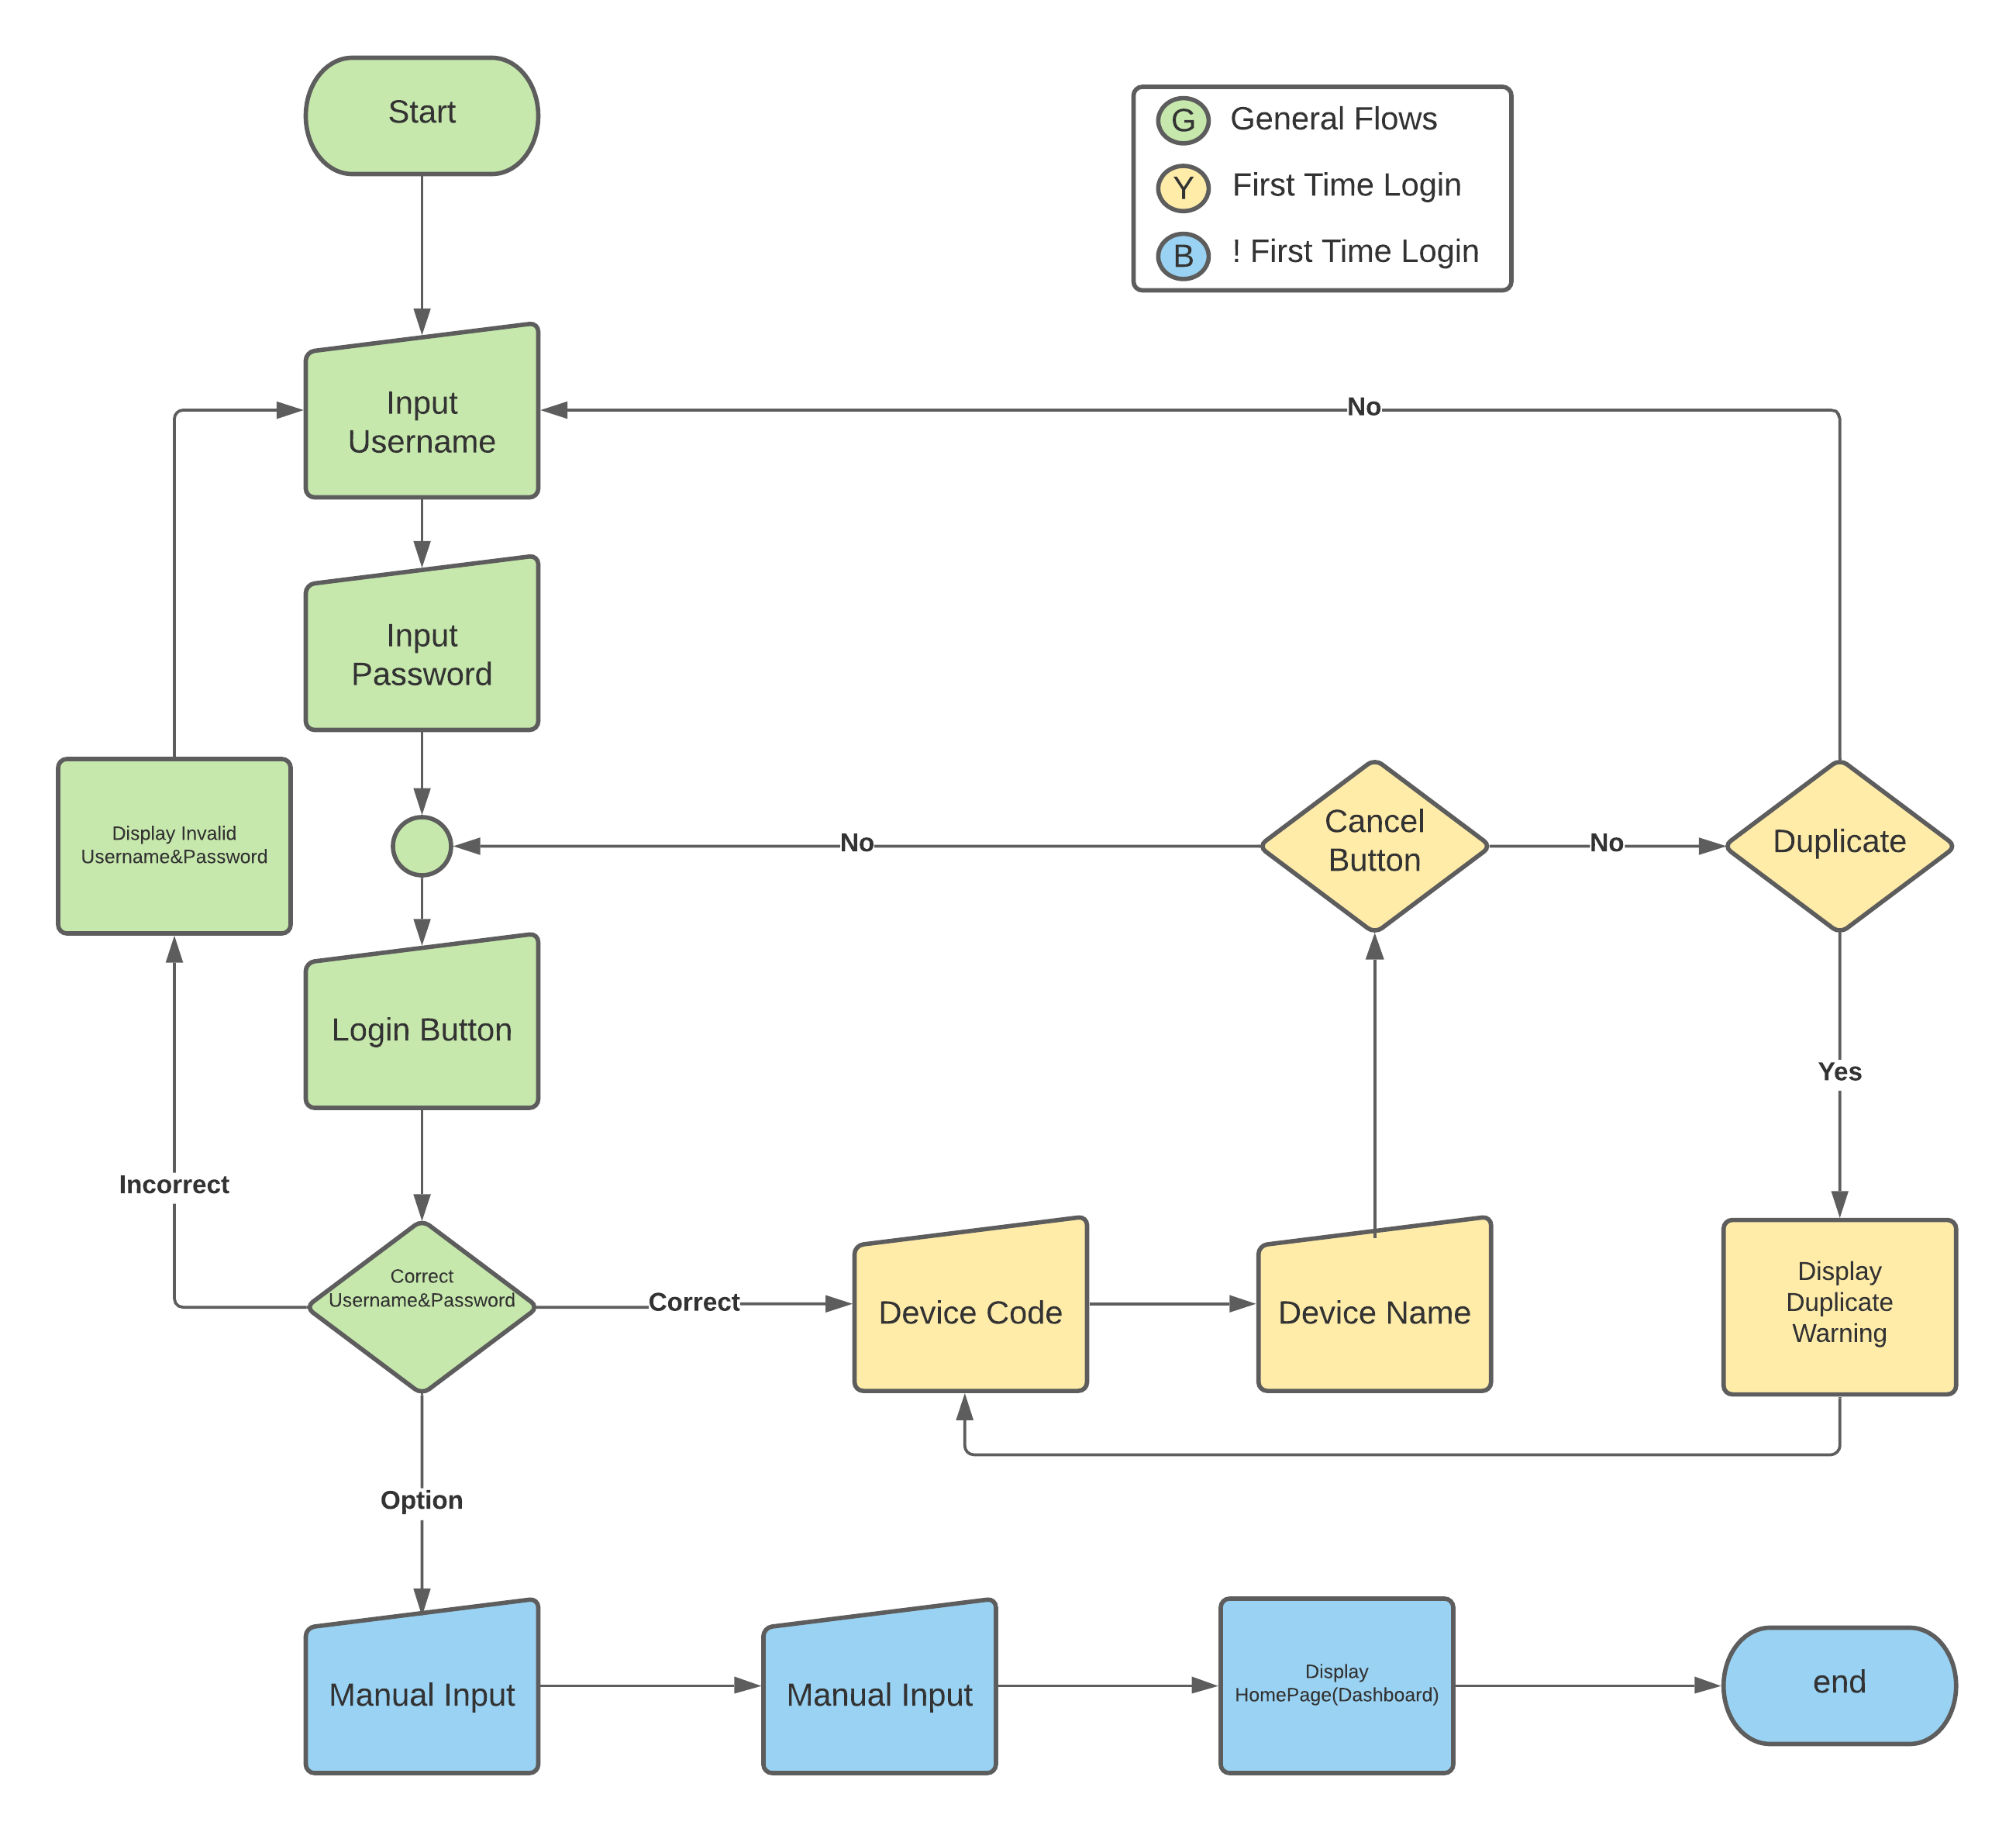 Start
G General Flows
Y First Time Login
B ! First Time Login
Input
Username
No
Input
Password
Display Invalid
Username&Password
No
Cancel
Button
No
Duplicate
Login Button
Yes
Incorrect
Correct
Username&Password
Correct
Device Code
Device Name
Display
Duplicate
Warning
Option
Manual Input
Manual Input
Display
HomePage(Dashboard)
end